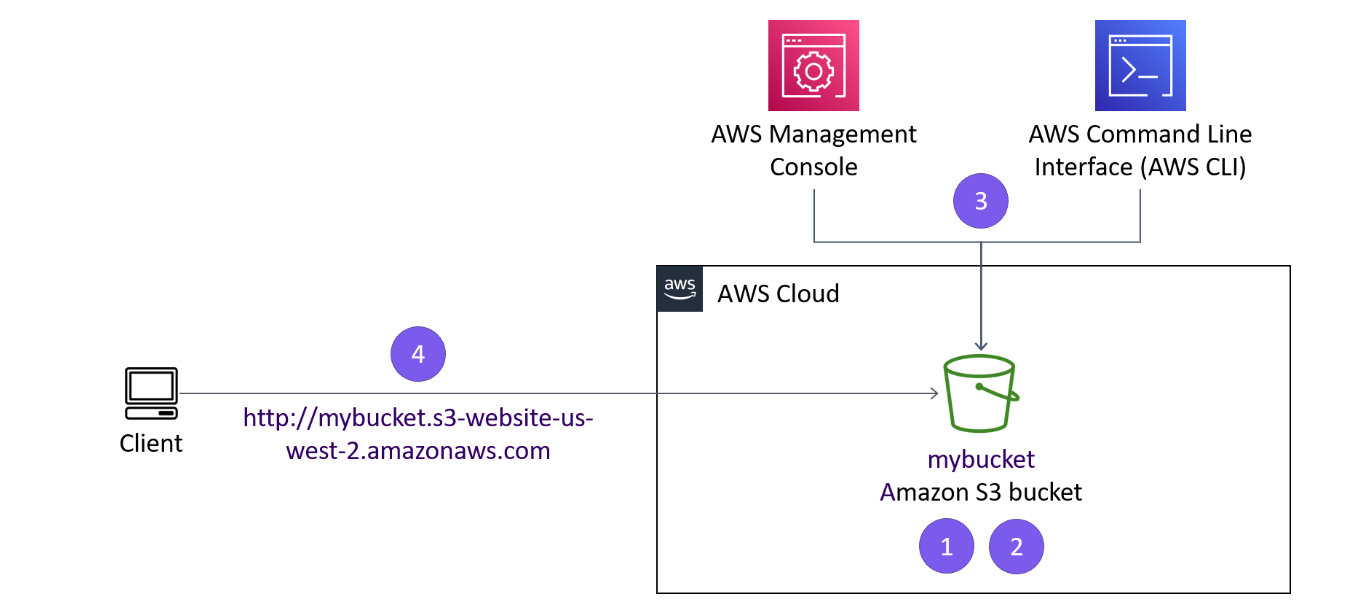 AWS Management
Console
AWS Command Line
Interface (AWS CLI)
3
aws
AWS Cloud
4
http://mybucket.s3-website-us-
west-2.amazonaws.com
Client
mybucket
Amazon S3 bucket
1
2